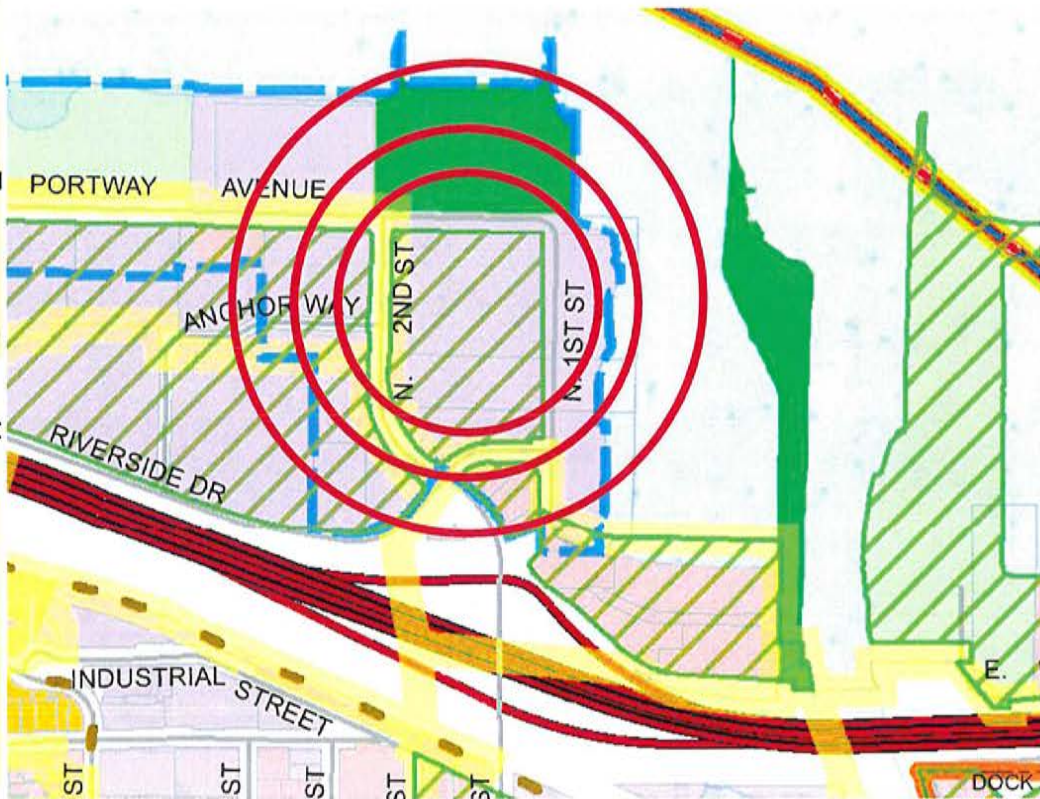 PORTWAY AVENUE
N. 2ND ST
ANCHOR WAY
N. 1ST ST
RIVERSIDE DR
INDUSTRIAL STREET
E.
ST
ST
ST
ST
ST
DOCK